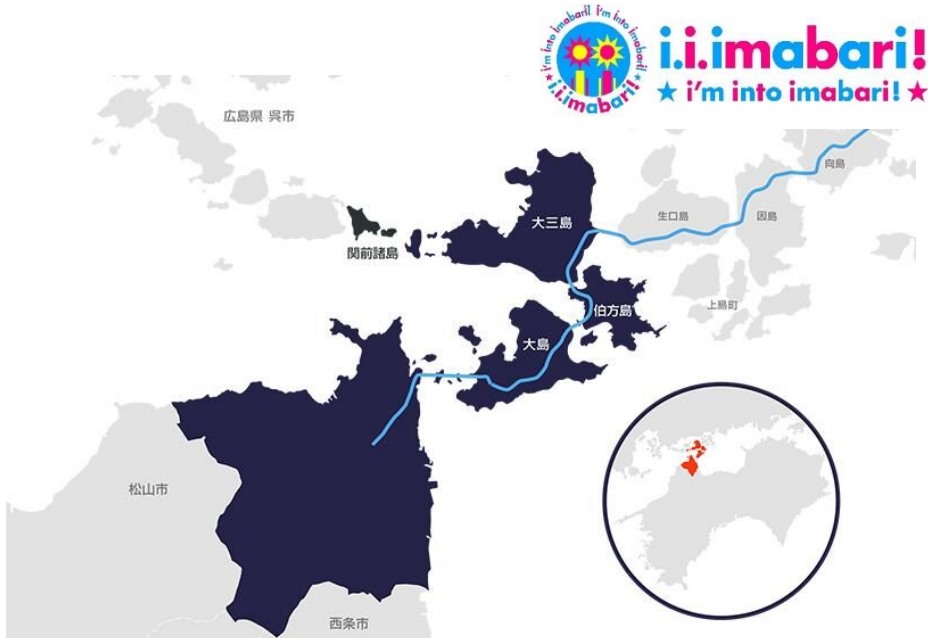 i'm into imabari! i'm into imabari!
★i.i.imabari!★
i.i.imabari!
★ i'm into imabari! ★
広島県 呉市
向島
生口島
因島
大三島
関前諸島
上島町
伯方島
大島
松山市
西条市